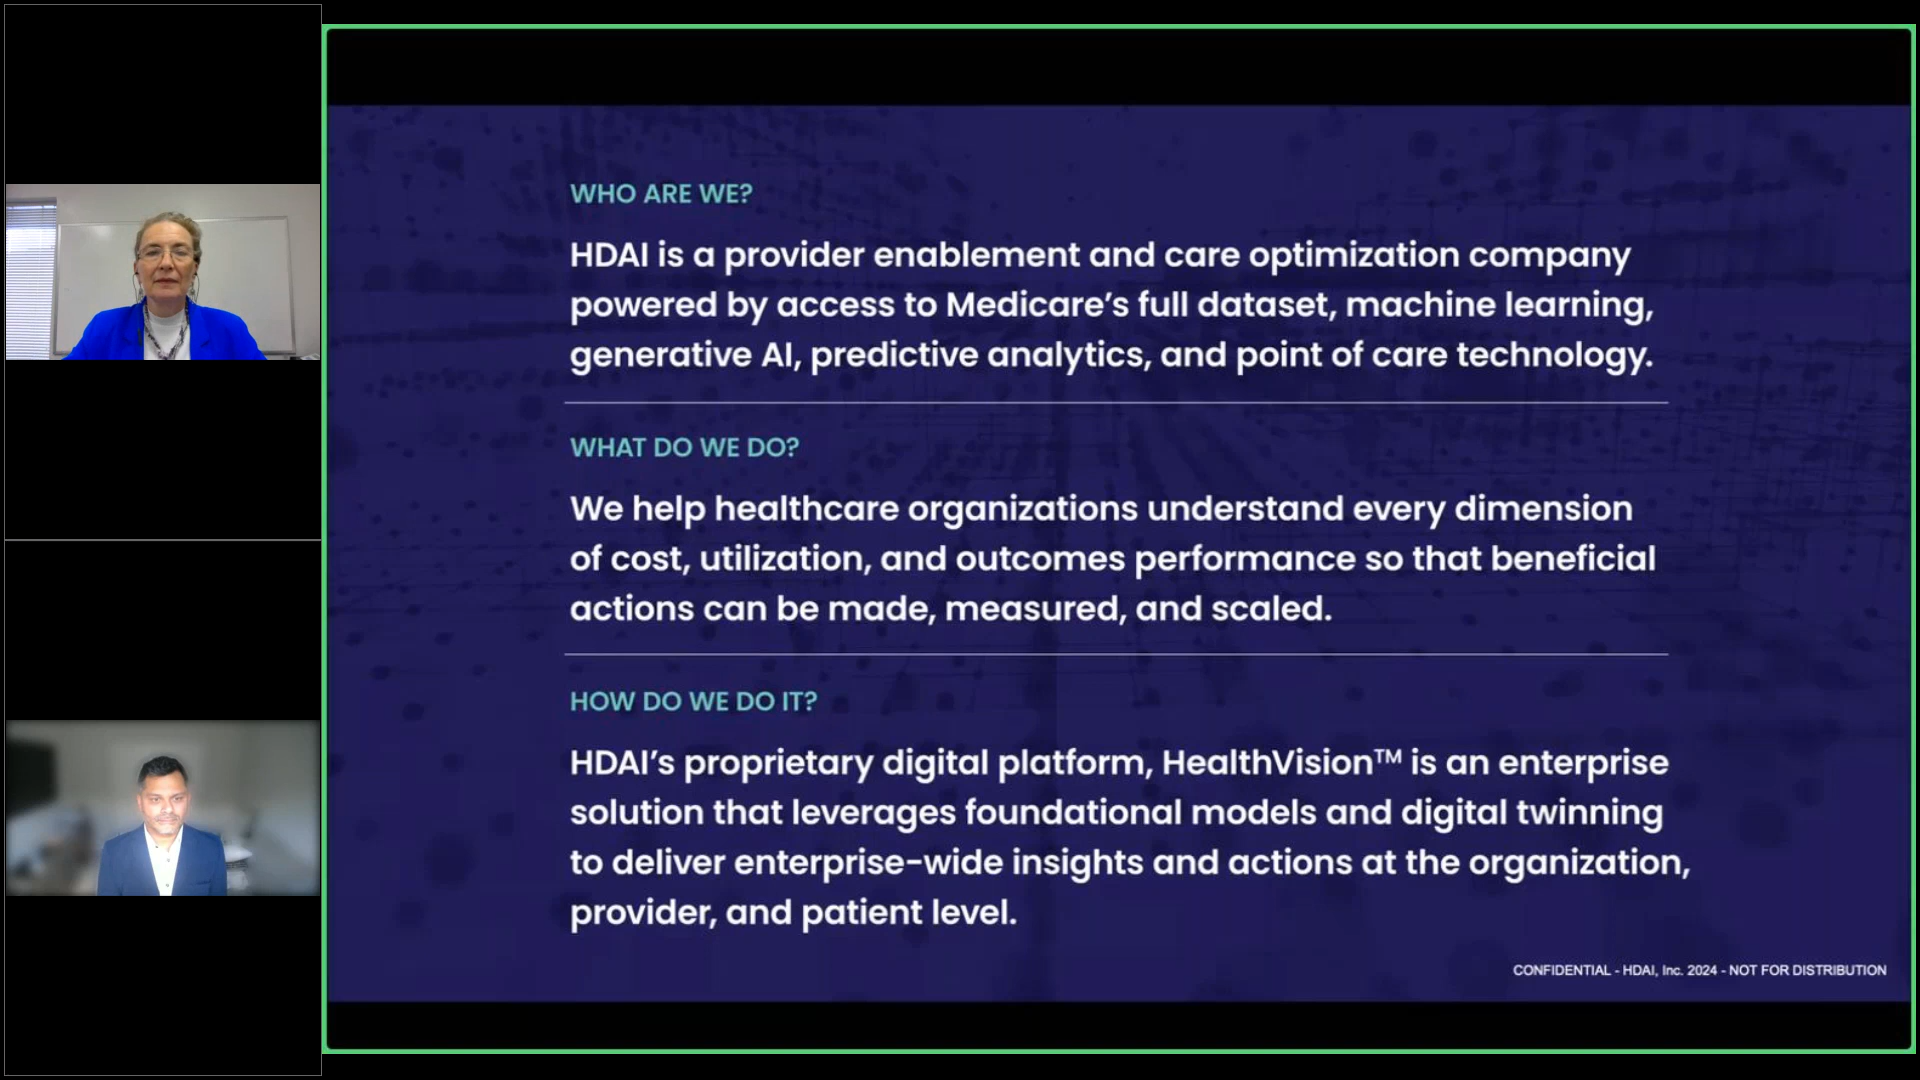 WHO ARE WE?
HDAI is a provider enablement and care optimization company
powered by access to Medicare’s full dataset, machine learning,
generative AI, predictive analytics, and point of care technology.
WHAT DO WE DO?
We help healthcare organizations understand every dimension
of cost, utilization, and outcomes performance so that beneficial
actions can be made, measured, and scaled.
HOW DO WE DO IT?
HDAI’s proprietary digital platform, HealthVision™ is an enterprise
solution that leverages foundational models and digital twinning
to deliver enterprise-wide insights and actions at the organization,
provider, and patient level.
CONFIDENTIAL - HDAI, Inc. 2024 - NOT FOR DISTRIBUTION